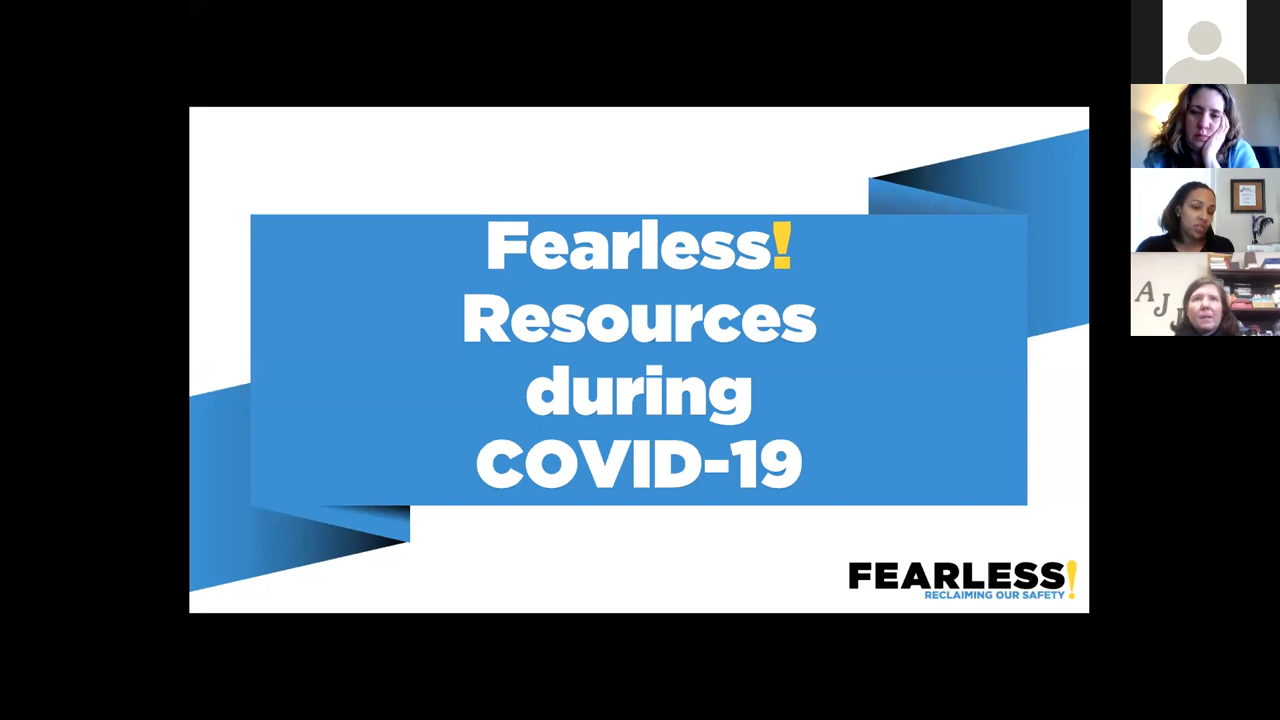 Fearless!
Resources
during
COVID-19
FEARLESS!
RECLAIMING OUR SAFETY
A J J